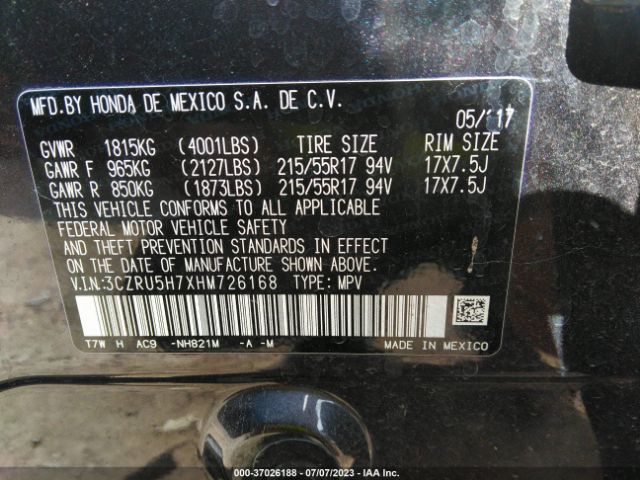 MFD.BY HONDA DE MEXICO S.A. DE C.V.
05/117
GVWR 1815KG (4001LBS) TIRE SIZE RIM SIZE
GAWR F 965KG (2127LBS) 215/55R17 94V 17X7.5J
GAWR R 850KG (1873LBS) 215/55R17 94V 17X7.5J
THIS VEHICLE CONFORMS TO ALL APPLICABLE
FEDERAL MOTOR VEHICLE SAFETY
AND THEFT PREVENTION STANDARDS IN EFFECT
ON THE DATE OF MANUFACTURE SHOWN ABOVE.
V.I.N:3CZRU5H7XHM726168 TYPE: MPV
T7W H AC9 -NH821M -A -M MADE IN MEXICO
000-37026188 - 07/07/2023 - IAA Inc.